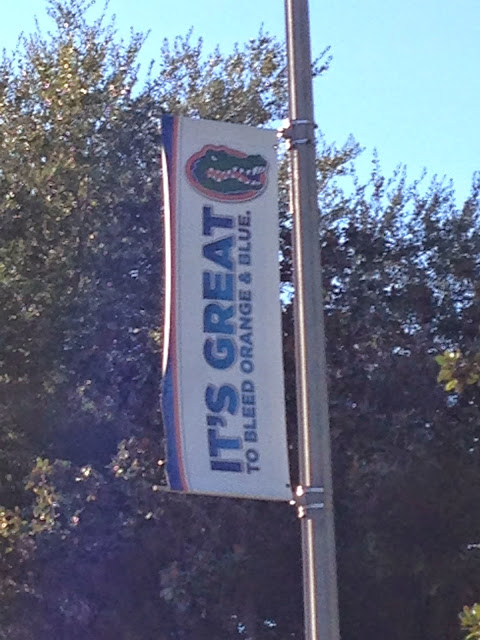 IT'S GREAT
TO BLEED ORANGE & BLUE.